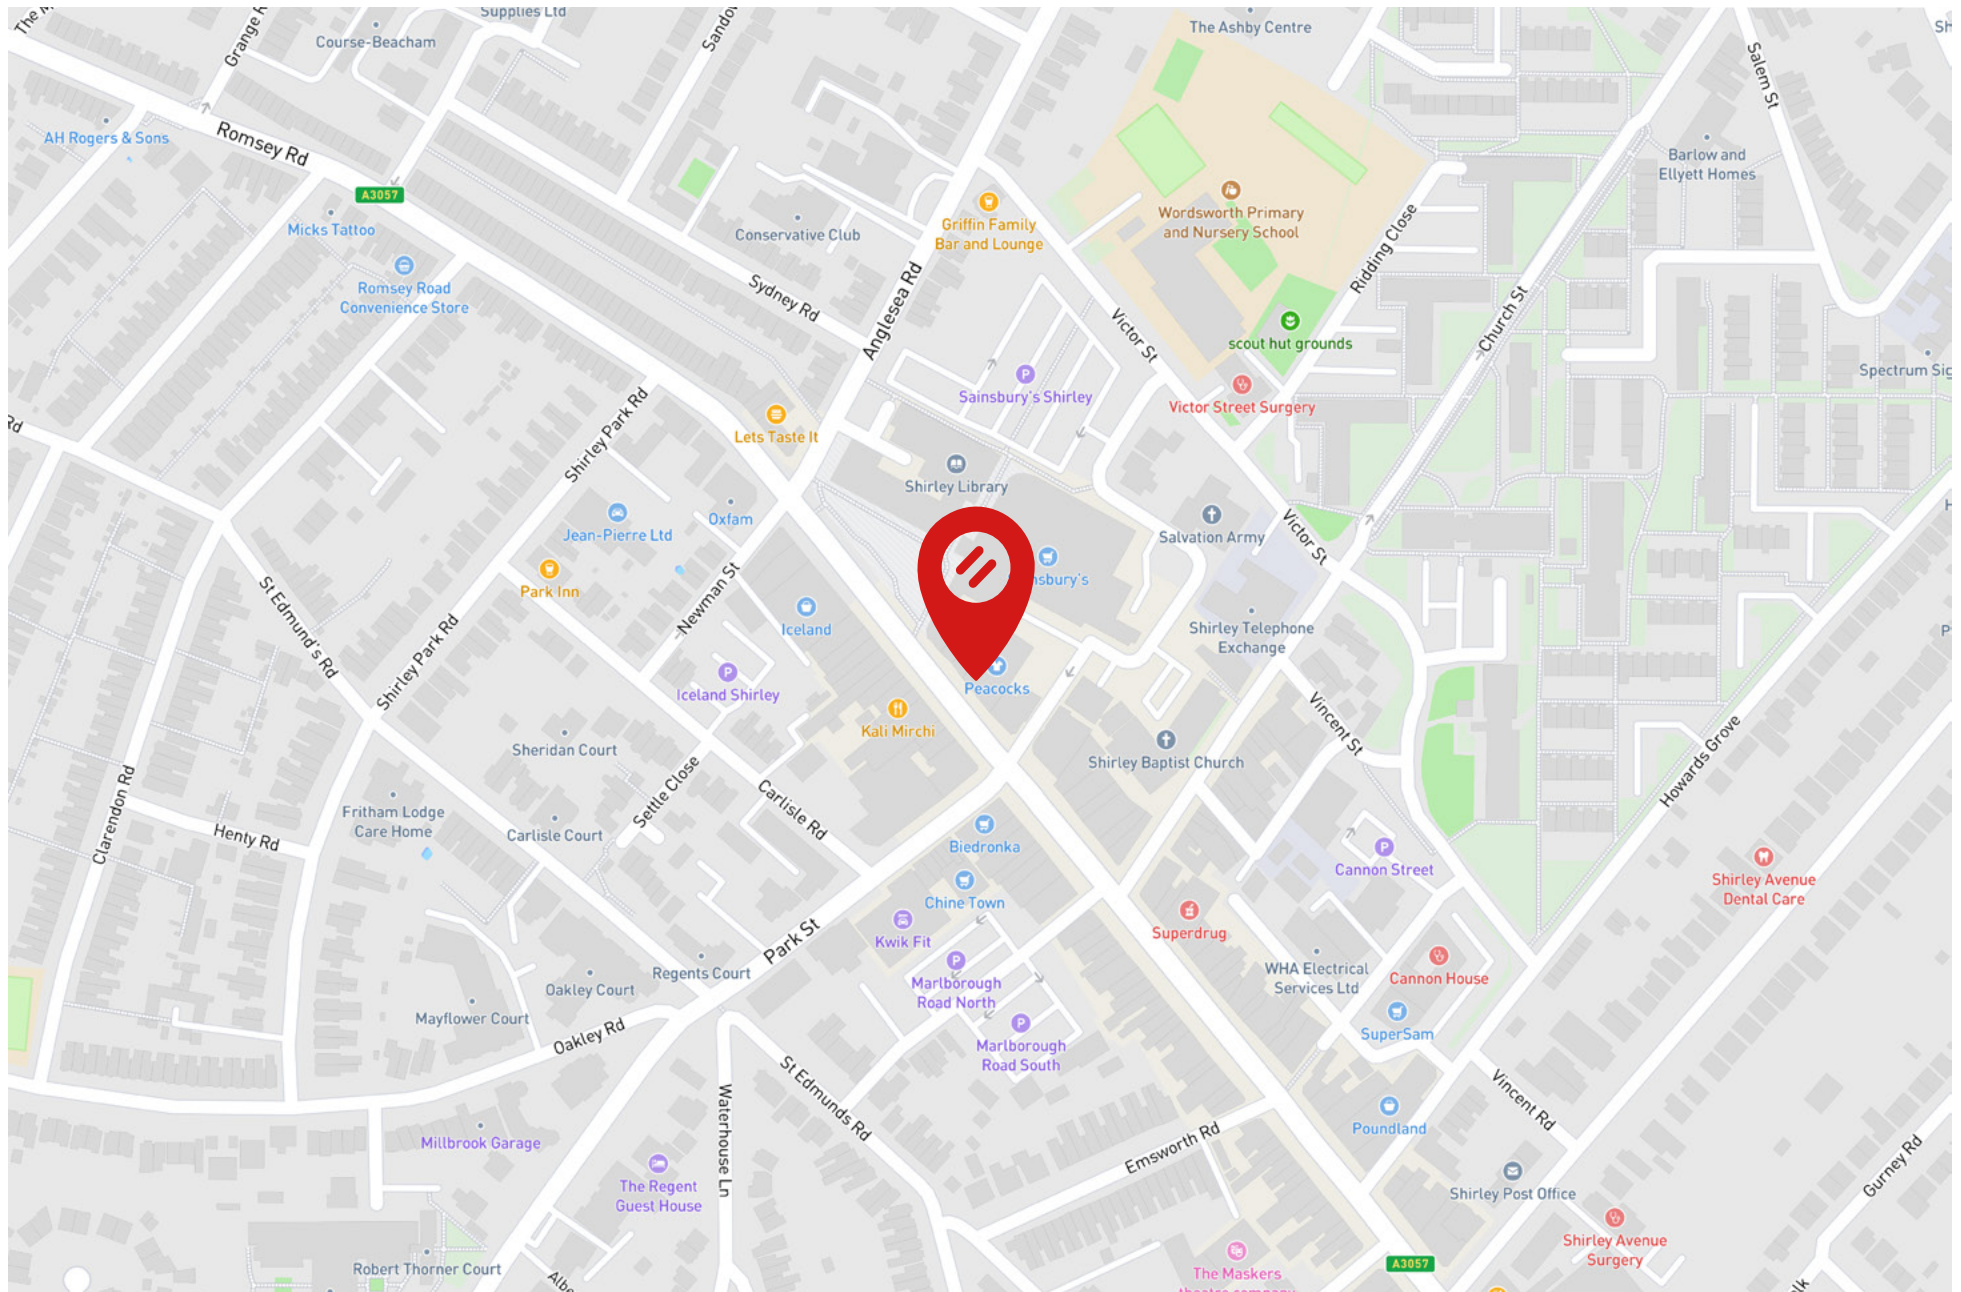 Supplies Ltd
Course-Beacham
The Ashby Centre
Salem St
AH Rogers & Sons
Romsey Rd
A3057
Barlow and
Ellyett Homes
Micks Tattoo
Conservative Club
Griffin Family
Bar and Lounge
Wordsworth Primary
and Nursery School
Ridding Close
Romsey Road
Convenience Store
Sydney Rd
Anglesea Rd
Victor St
scout hut grounds
Church St
Spectrum Sig
Sainsbury's Shirley
P
Victor Street Surgery
Rd
Shirley Park Rd
Lets Taste It
Shirley Library
Oxfam
Jean-Pierre Ltd
Salvation Army
Victor St
Park Inn
Newman St
nsbury's
St Edmund's Rd
Iceland
Shirley Telephone
Exchange
Shirley Park Rd
P
Iceland Shirley
Peacocks
Kali Mirchi
Vincent St
Sheridan Court
Shirley Baptist Church
Howards Grove
Settle Close
Clarendon Rd
Henty Rd
Fritham Lodge
Care Home
Carlisle Court
Carlisle Rd
Biedronka
P
Cannon Street
Shirley Avenue
Dental Care
Chine Town
Superdrug
Park St
Kwik Fit
Regents Court
P
Marlborough
Road North
WHA Electrical
Services Ltd
Cannon House
Oakley Court
Mayflower Court
Oakley Rd
SuperSam
P
Marlborough
Road South
St Edmunds Rd
Waterhouse Ln
Vincent Rd
Millbrook Garage
Emsworth Rd
Poundland
Gurney Rd
The Regent
Guest House
Shirley Post Office
Shirley Avenue
Surgery
Robert Thorner Court
Albe
The Maskers
A3057